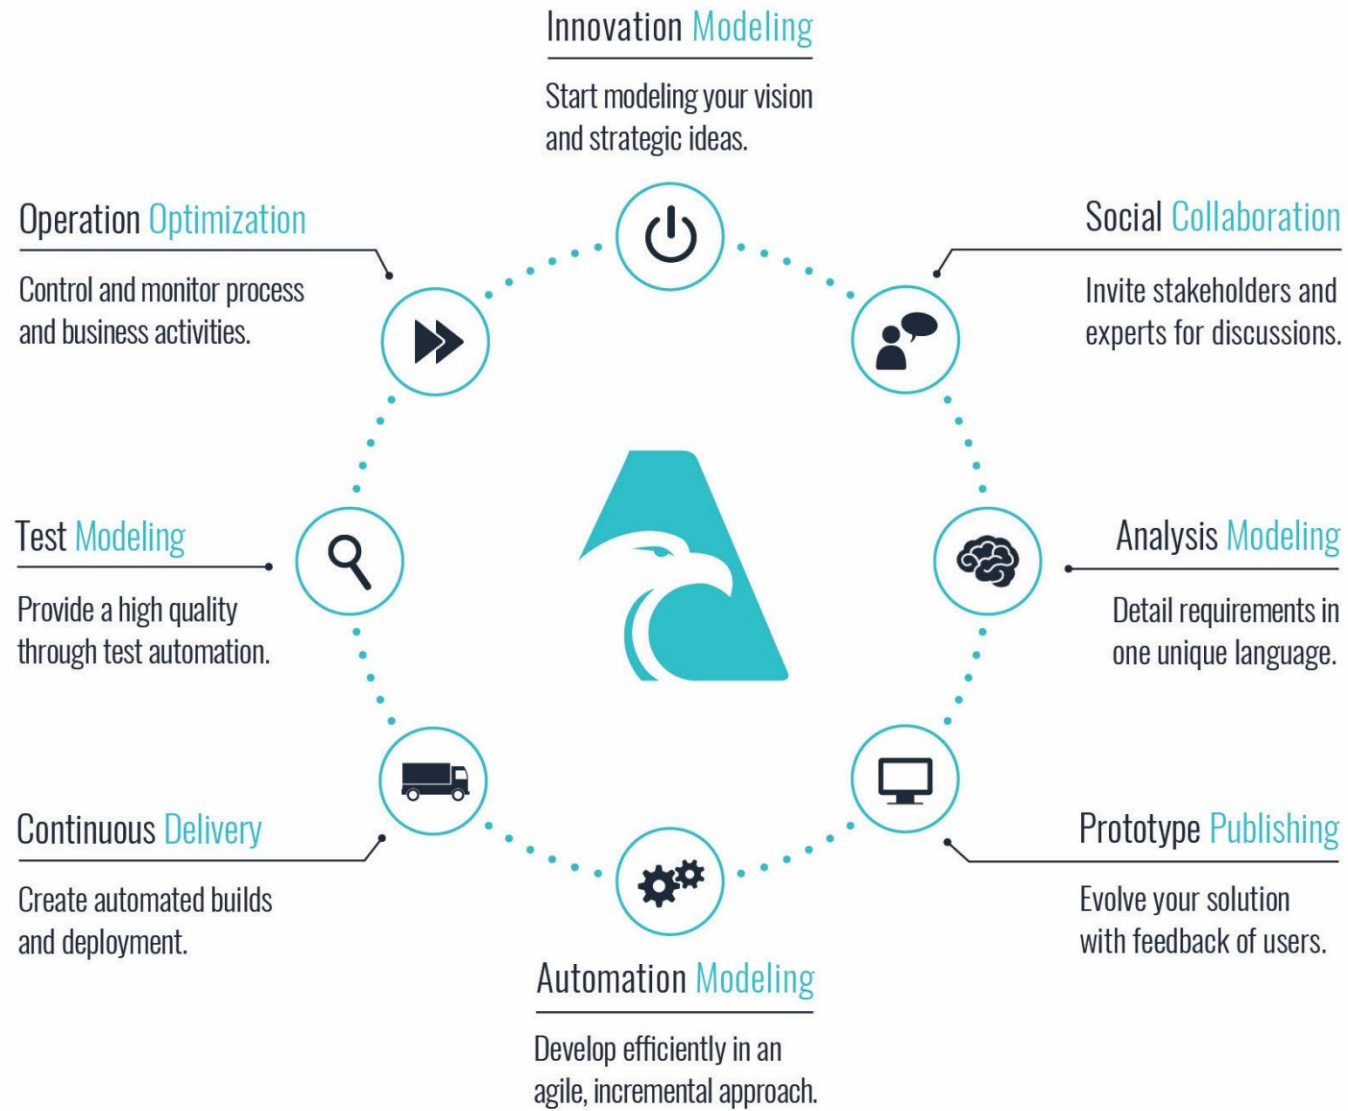 Innovation Modeling
Start modeling your vision
and strategic ideas.
Social Collaboration
Invite stakeholders and
experts for discussions.
Analysis Modeling
Detail requirements in
one unique language.
Prototype Publishing
Evolve your solution
with feedback of users.
Automation Modeling
Develop efficiently in an
agile, incremental approach.
Continuous Delivery
Create automated builds
and deployment.
Test Modeling
Provide a high quality
through test automation.
Operation Optimization
Control and monitor process
and business activities.